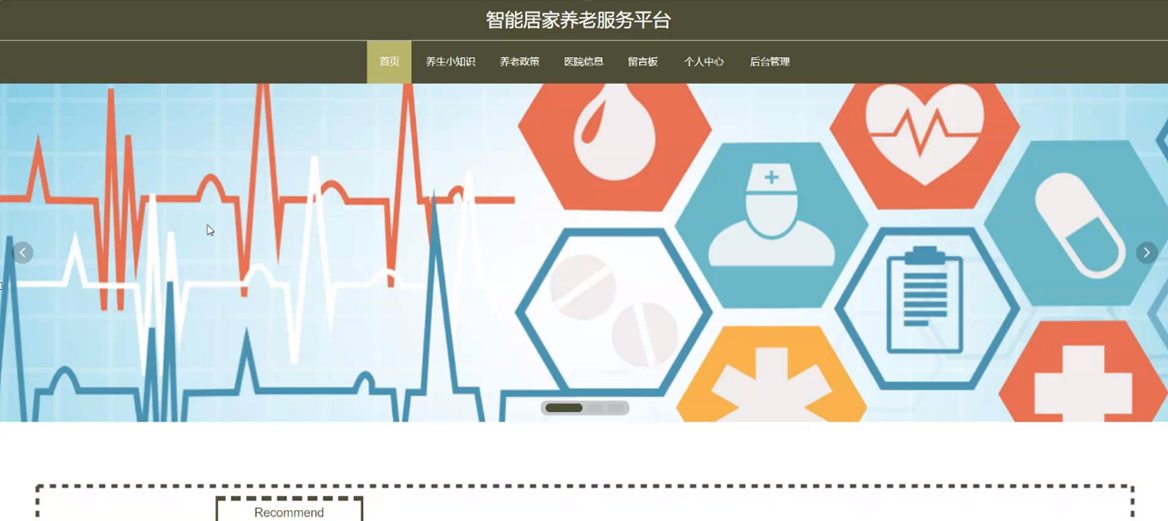 智能居家养老服务平台
首页 养生小知识 养老政策 医院信息 留言板 个人中心 后台管理
Recommend